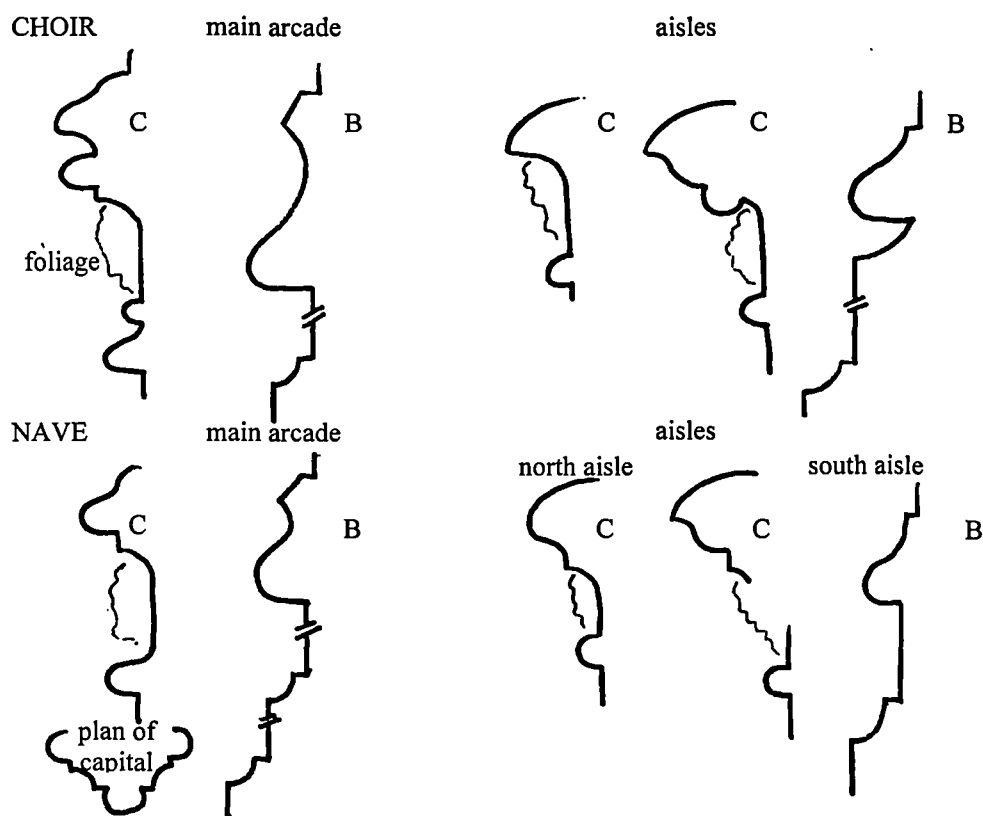 CHOIR main arcade aisles
C B C C B
foliage
NAVE main arcade aisles
north aisle south aisle
C B C C B
plan of
capital